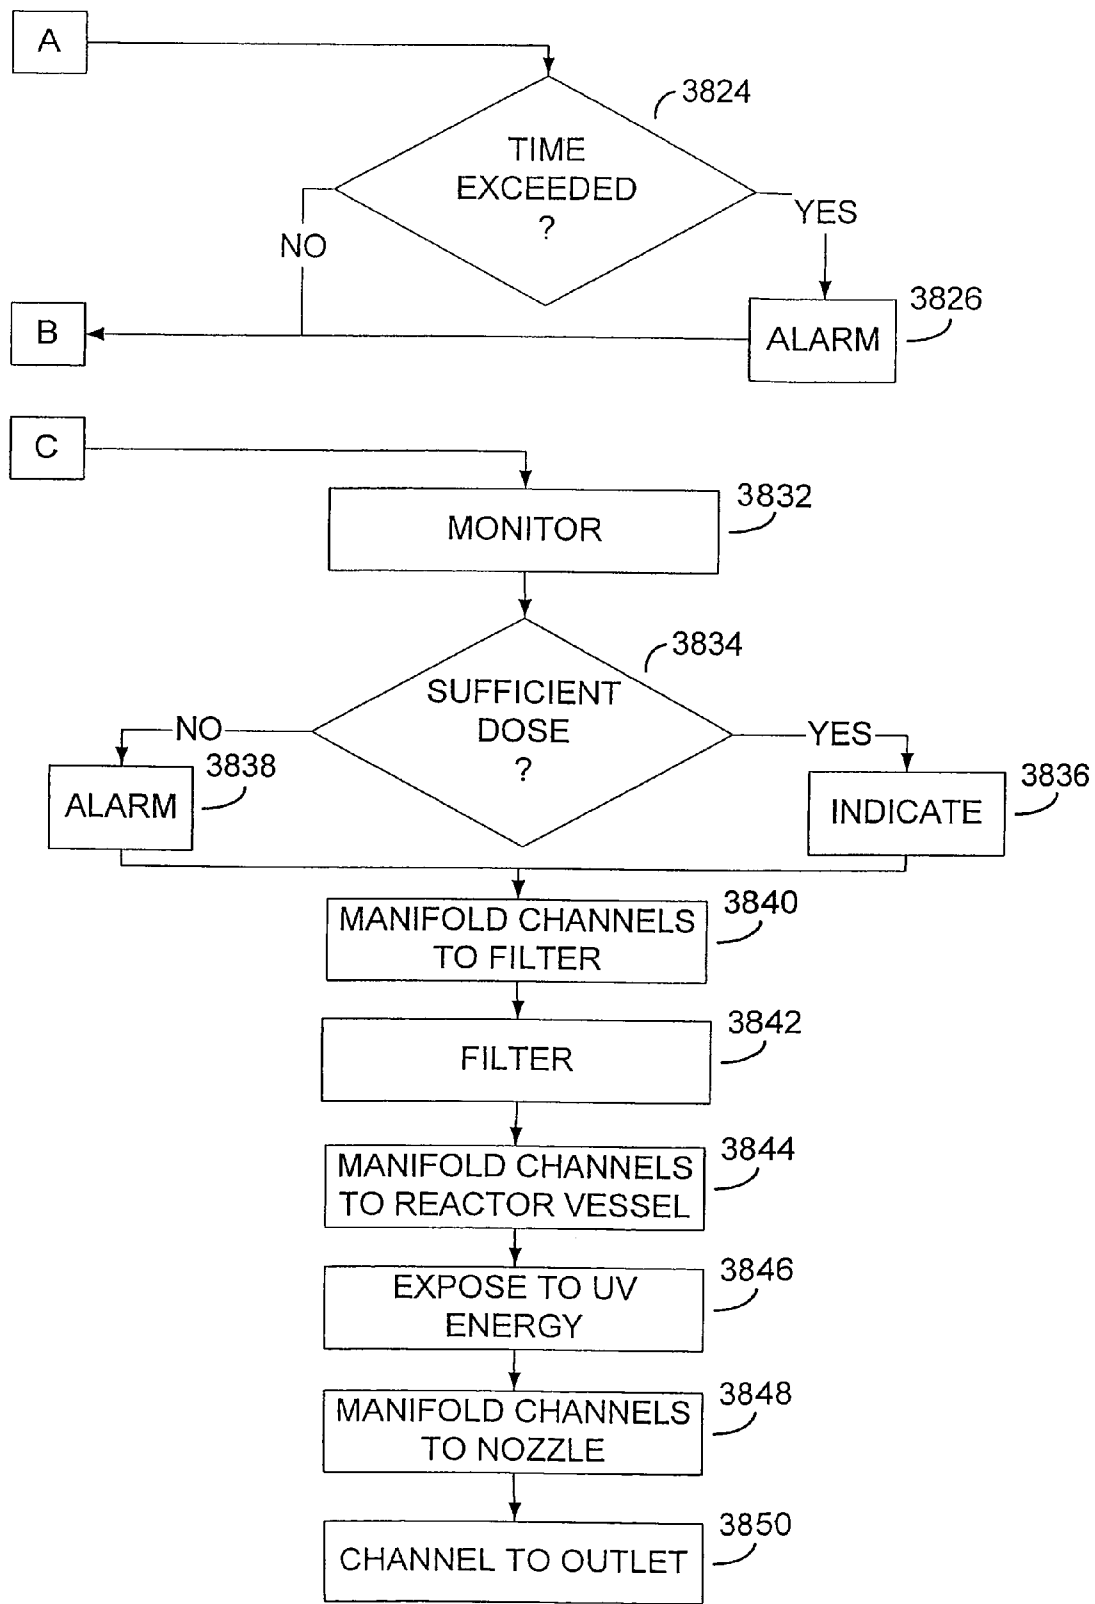 A
3824
TIME
EXCEEDED
?
YES
NO
3826
B
ALARM
C
3832
MONITOR
3834
SUFFICIENT
DOSE
?
NO
YES
3838
3836
ALARM
INDICATE
3840
MANIFOLD CHANNELS
TO FILTER
3842
FILTER
3844
MANIFOLD CHANNELS
TO REACTOR VESSEL
3846
EXPOSE TO UV
ENERGY
3848
MANIFOLD CHANNELS
TO NOZZLE
3850
CHANNEL TO OUTLET